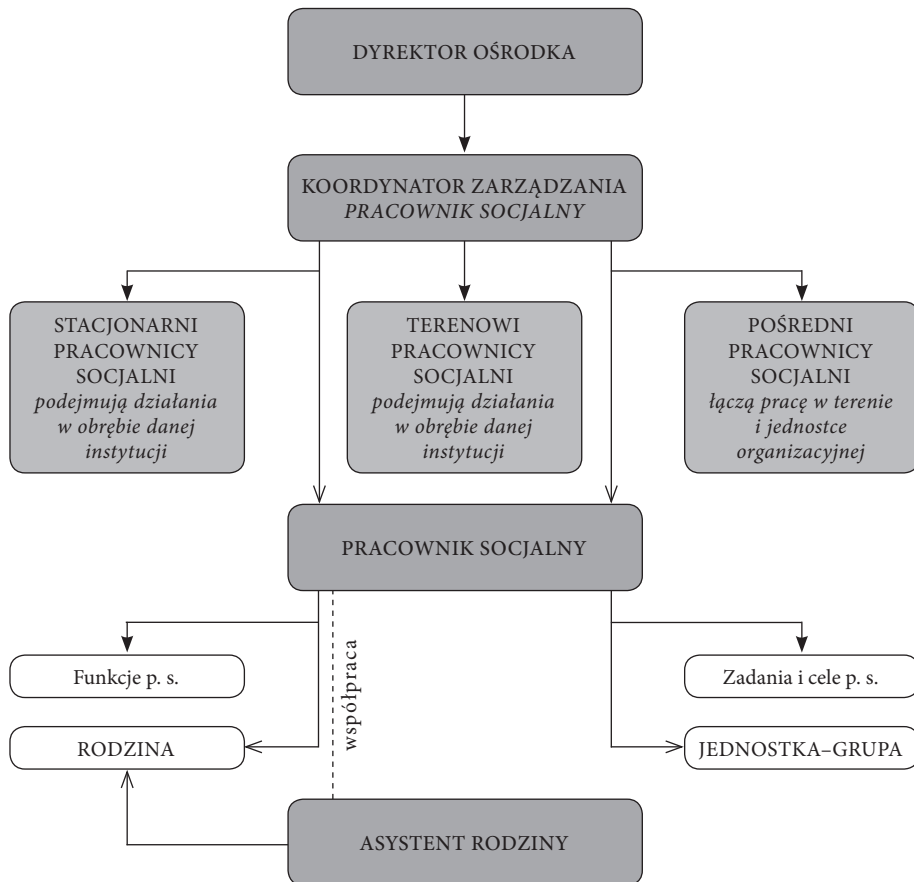 DYREKTOR OŚRODKA
KOORDYNATOR ZARZĄDZANIA
PRACOWNIK SOCJALNY
STACJONARNI
PRACOWNICY
SOCJALNI
podejmują działania
w obrębie danej
instytucji
TERENOWI
PRACOWNICY
SOCJALNI
podejmują działania
w obrębie danej
instytucji
POŚREDNI
PRACOWNICY
SOCJALNI
łączą pracę w terenie
i jednostce
organizacyjnej
PRACOWNIK SOCJALNY
Funkcje p. s.
współpraca
Zadania i cele p. s.
RODZINA
JEDNOSTKA–GRUPA
ASYSTENT RODZINY